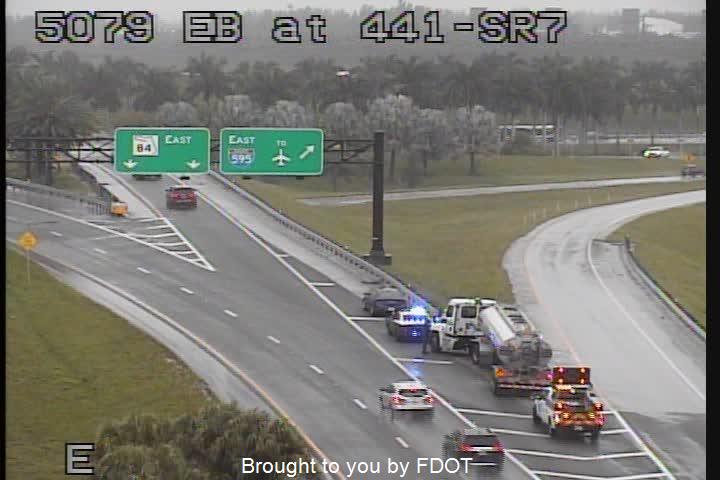 5079 EB at 441-SR7
84 EAST
EAST TO
595
E
Brought to you by FDOT